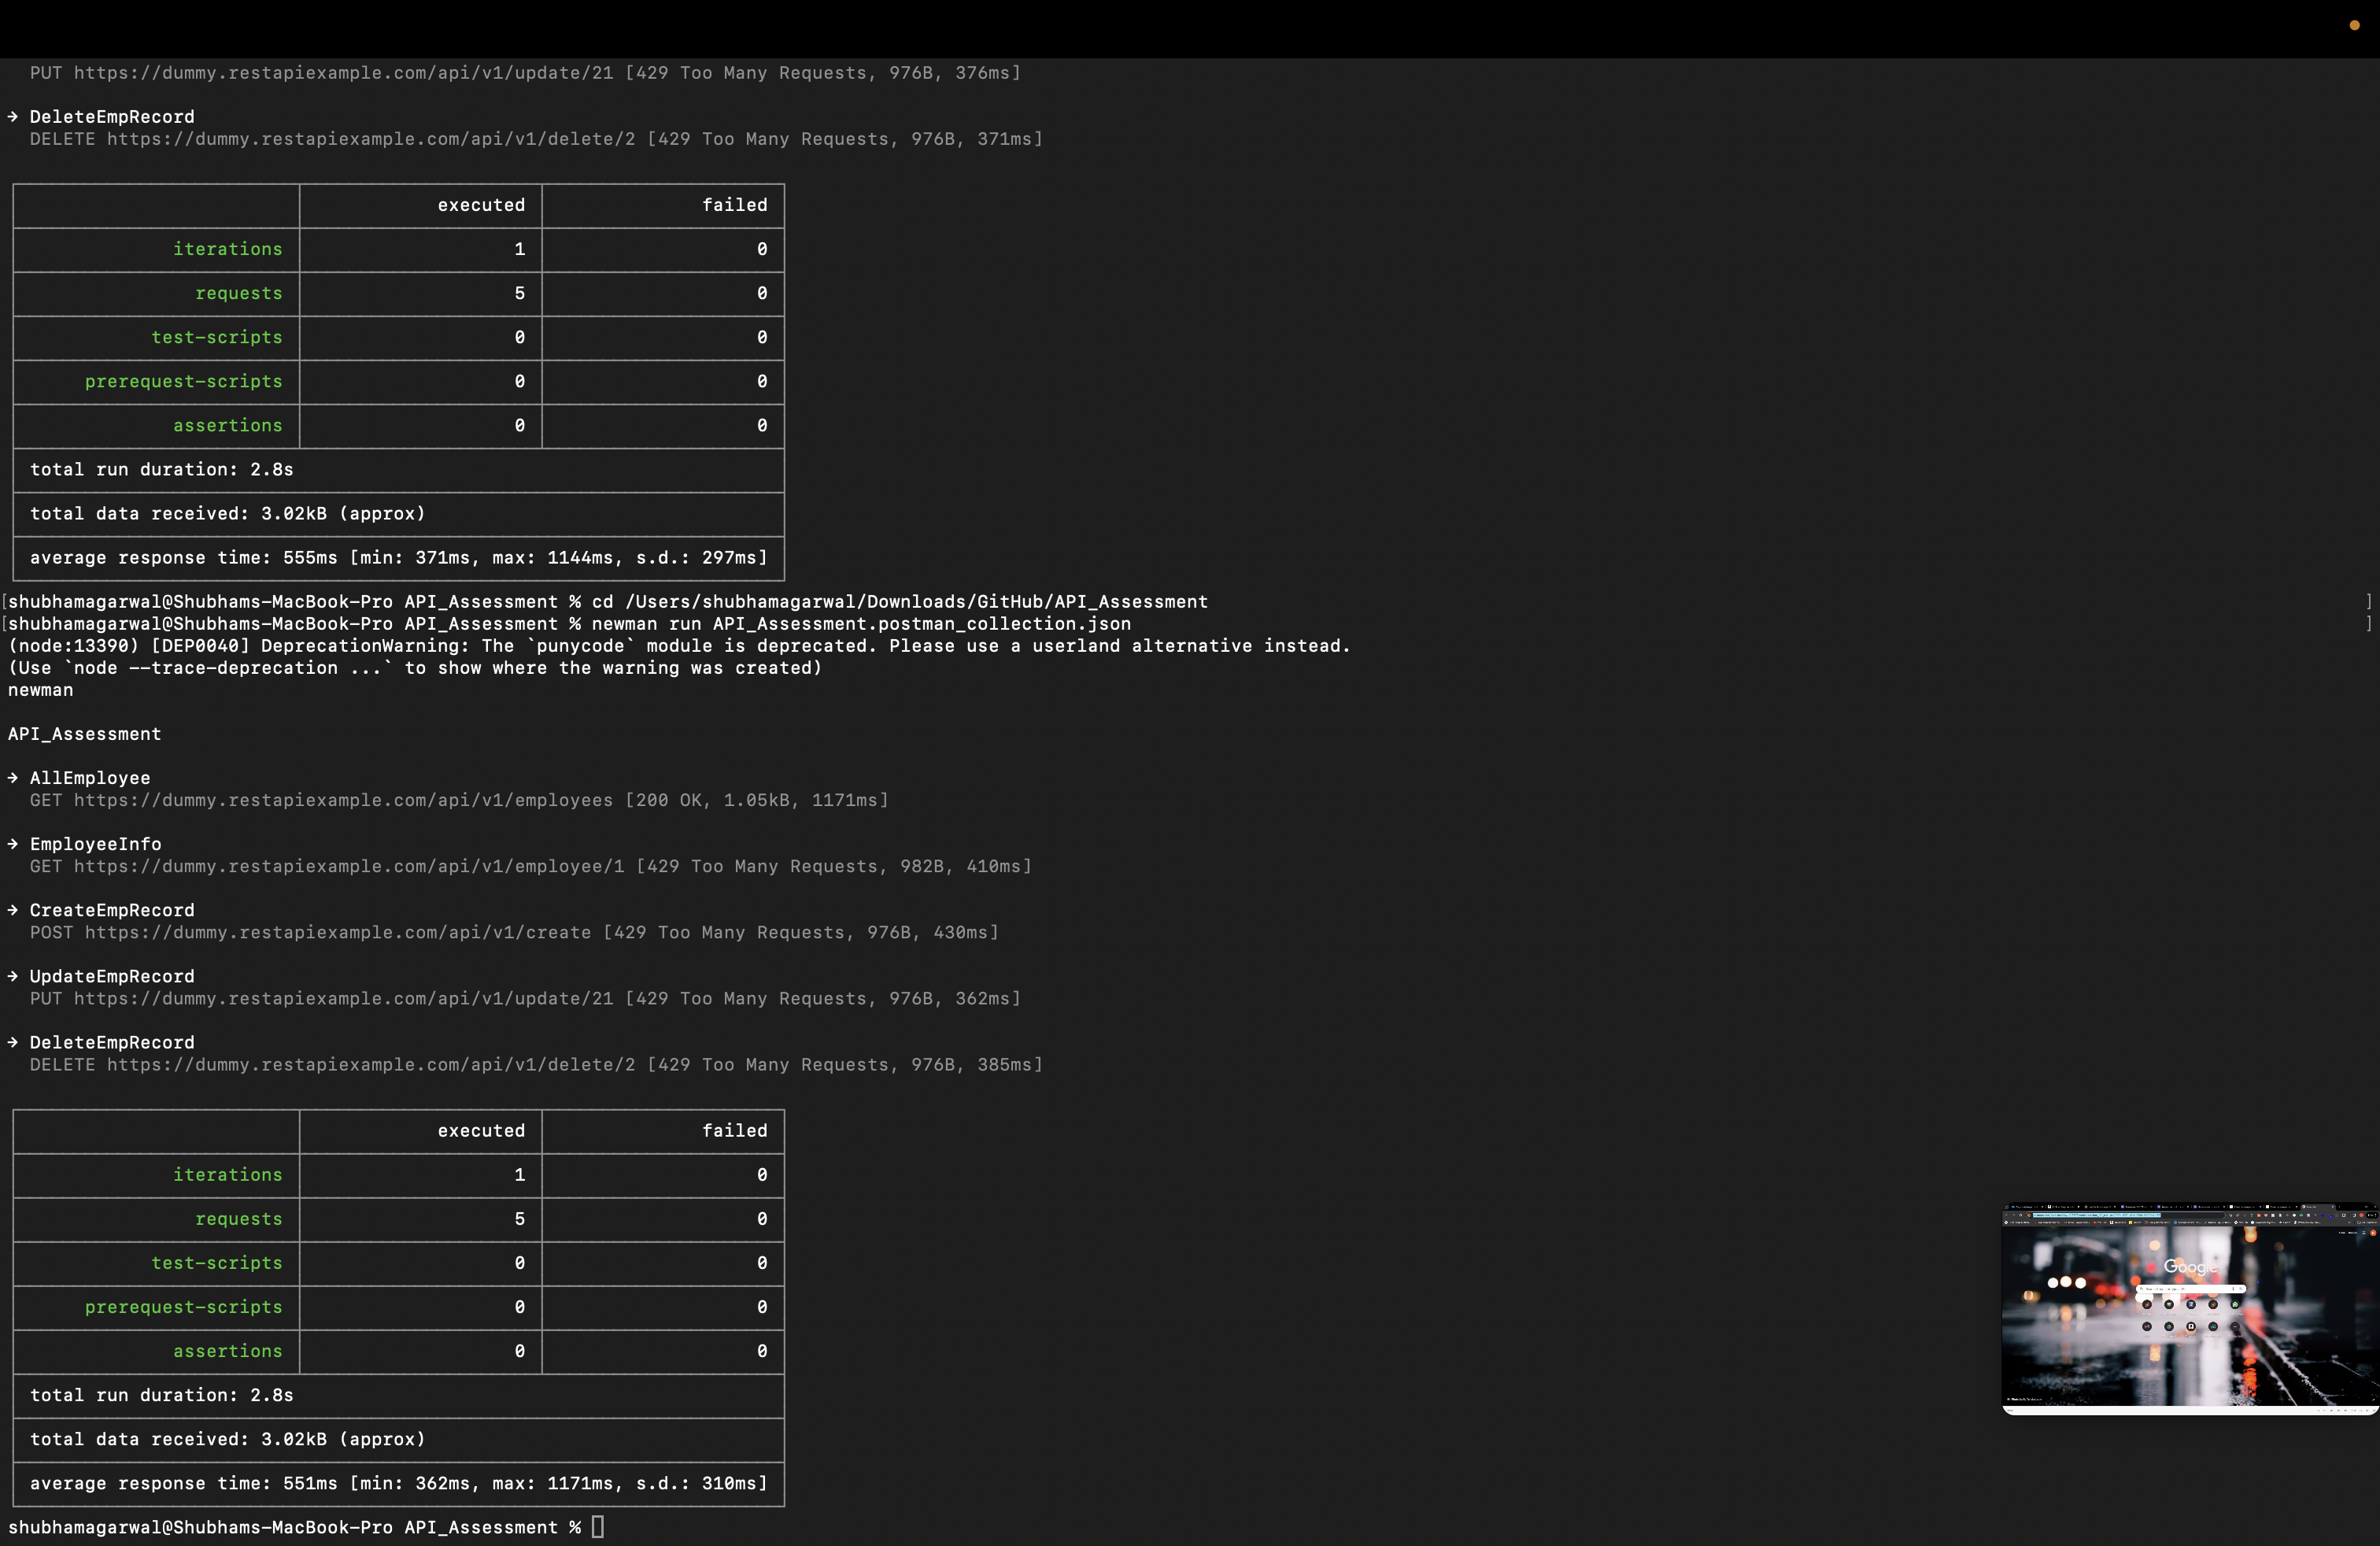 PUT https://dummy.restapiexample.com/api/v1/update/21 [429 Too Many Requests, 976B, 376ms]
→ DeleteEmpRecord
DELETE https://dummy.restapiexample.com/api/v1/delete/2 [429 Too Many Requests, 976B, 371ms]
executed failed
iterations 1 0
requests 5 0
test-scripts 0 0
prerequest-scripts 0 0
assertions 0 0
total run duration: 2.8s
total data received: 3.02kB (approx)
average response time: 555ms [min: 371ms, max: 1144ms, s.d.: 297ms]
[shubhamagarwal@Shubhams-MacBook-Pro API_Assessment % cd /Users/shubhamagarwal/Downloads/GitHub/API_Assessment ]
[shubhamagarwal@Shubhams-MacBook-Pro API_Assessment % newman run API_Assessment.postman_collection.json ]
(node:13390) [DEP0040] DeprecationWarning: The `punycode` module is deprecated. Please use a userland alternative instead.
(Use `node --trace-deprecation ...` to show where the warning was created)
newman
API_Assessment
→ AllEmployee
GET https://dummy.restapiexample.com/api/v1/employees [200 OK, 1.05kB, 1171ms]
→ EmployeeInfo
GET https://dummy.restapiexample.com/api/v1/employee/1 [429 Too Many Requests, 982B, 410ms]
→ CreateEmpRecord
POST https://dummy.restapiexample.com/api/v1/create [429 Too Many Requests, 976B, 430ms]
→ UpdateEmpRecord
PUT https://dummy.restapiexample.com/api/v1/update/21 [429 Too Many Requests, 976B, 362ms]
→ DeleteEmpRecord
DELETE https://dummy.restapiexample.com/api/v1/delete/2 [429 Too Many Requests, 976B, 385ms]
executed failed
iterations 1 0
requests 5 0
test-scripts 0 0
prerequest-scripts 0 0
assertions 0 0
total run duration: 2.8s
total data received: 3.02kB (approx)
average response time: 551ms [min: 362ms, max: 1171ms, s.d.: 310ms]
shubhamagarwal@Shubhams-MacBook-Pro API_Assessment %
Google